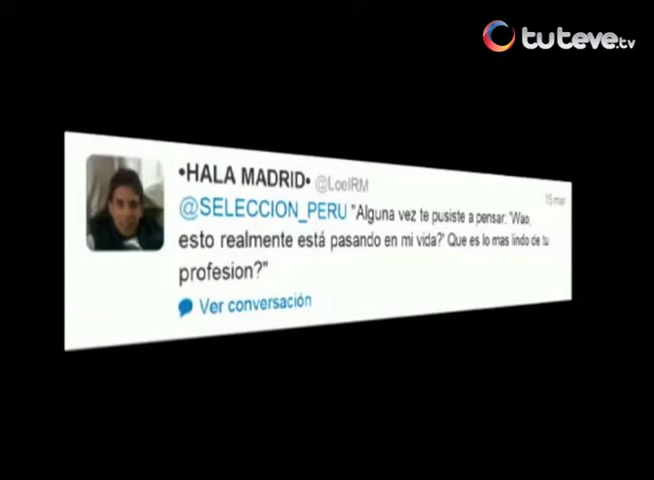 tuteve.tv
•HALA MADRID• @LoelRM
15 mar
@SELECCION_PERU "Alguna vez te pusiste a pensar: 'Wao,
esto realmente está pasando en mi vida?' Que es lo mas lindo de tu
profesion?"
Ver conversación